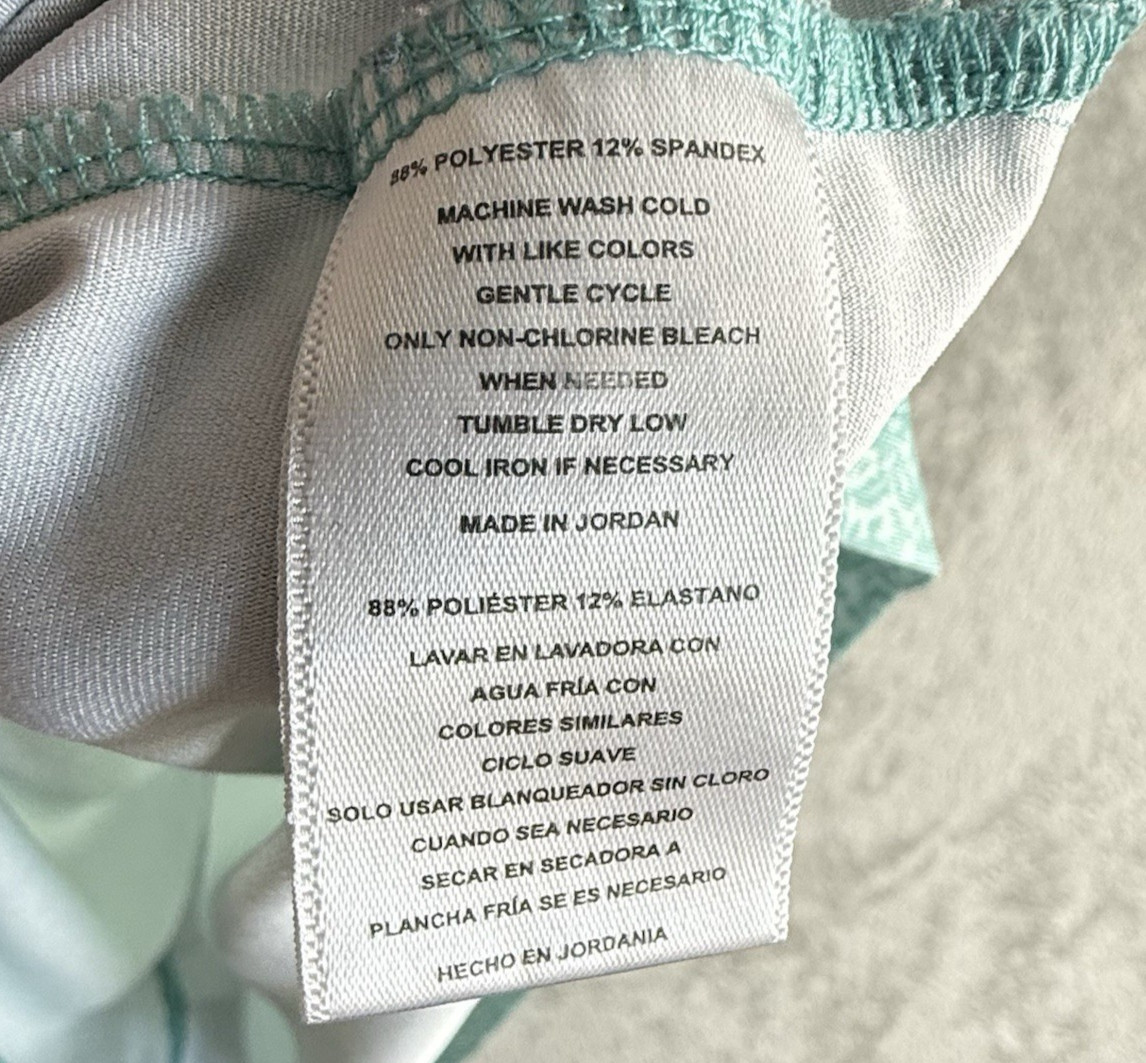 88% POLYESTER 12% SPANDEX
MACHINE WASH COLD
WITH LIKE COLORS
GENTLE CYCLE
ONLY NON-CHLORINE BLEACH
WHEN NEEDED
TUMBLE DRY LOW
COOL IRON IF NECESSARY
MADE IN JORDAN
88% POLIÉSTER 12% ELASTANO
LAVAR EN LAVADORA CON
AGUA FRÍA CON
COLORES SIMILARES
CICLO SUAVE
SOLO USAR BLANQUEADOR SIN CLORO
CUANDO SEA NECESARIO
SECAR EN SECADORA A
PLANCHA FRÍA SE ES NECESARIO
HECHO EN JORDANIA